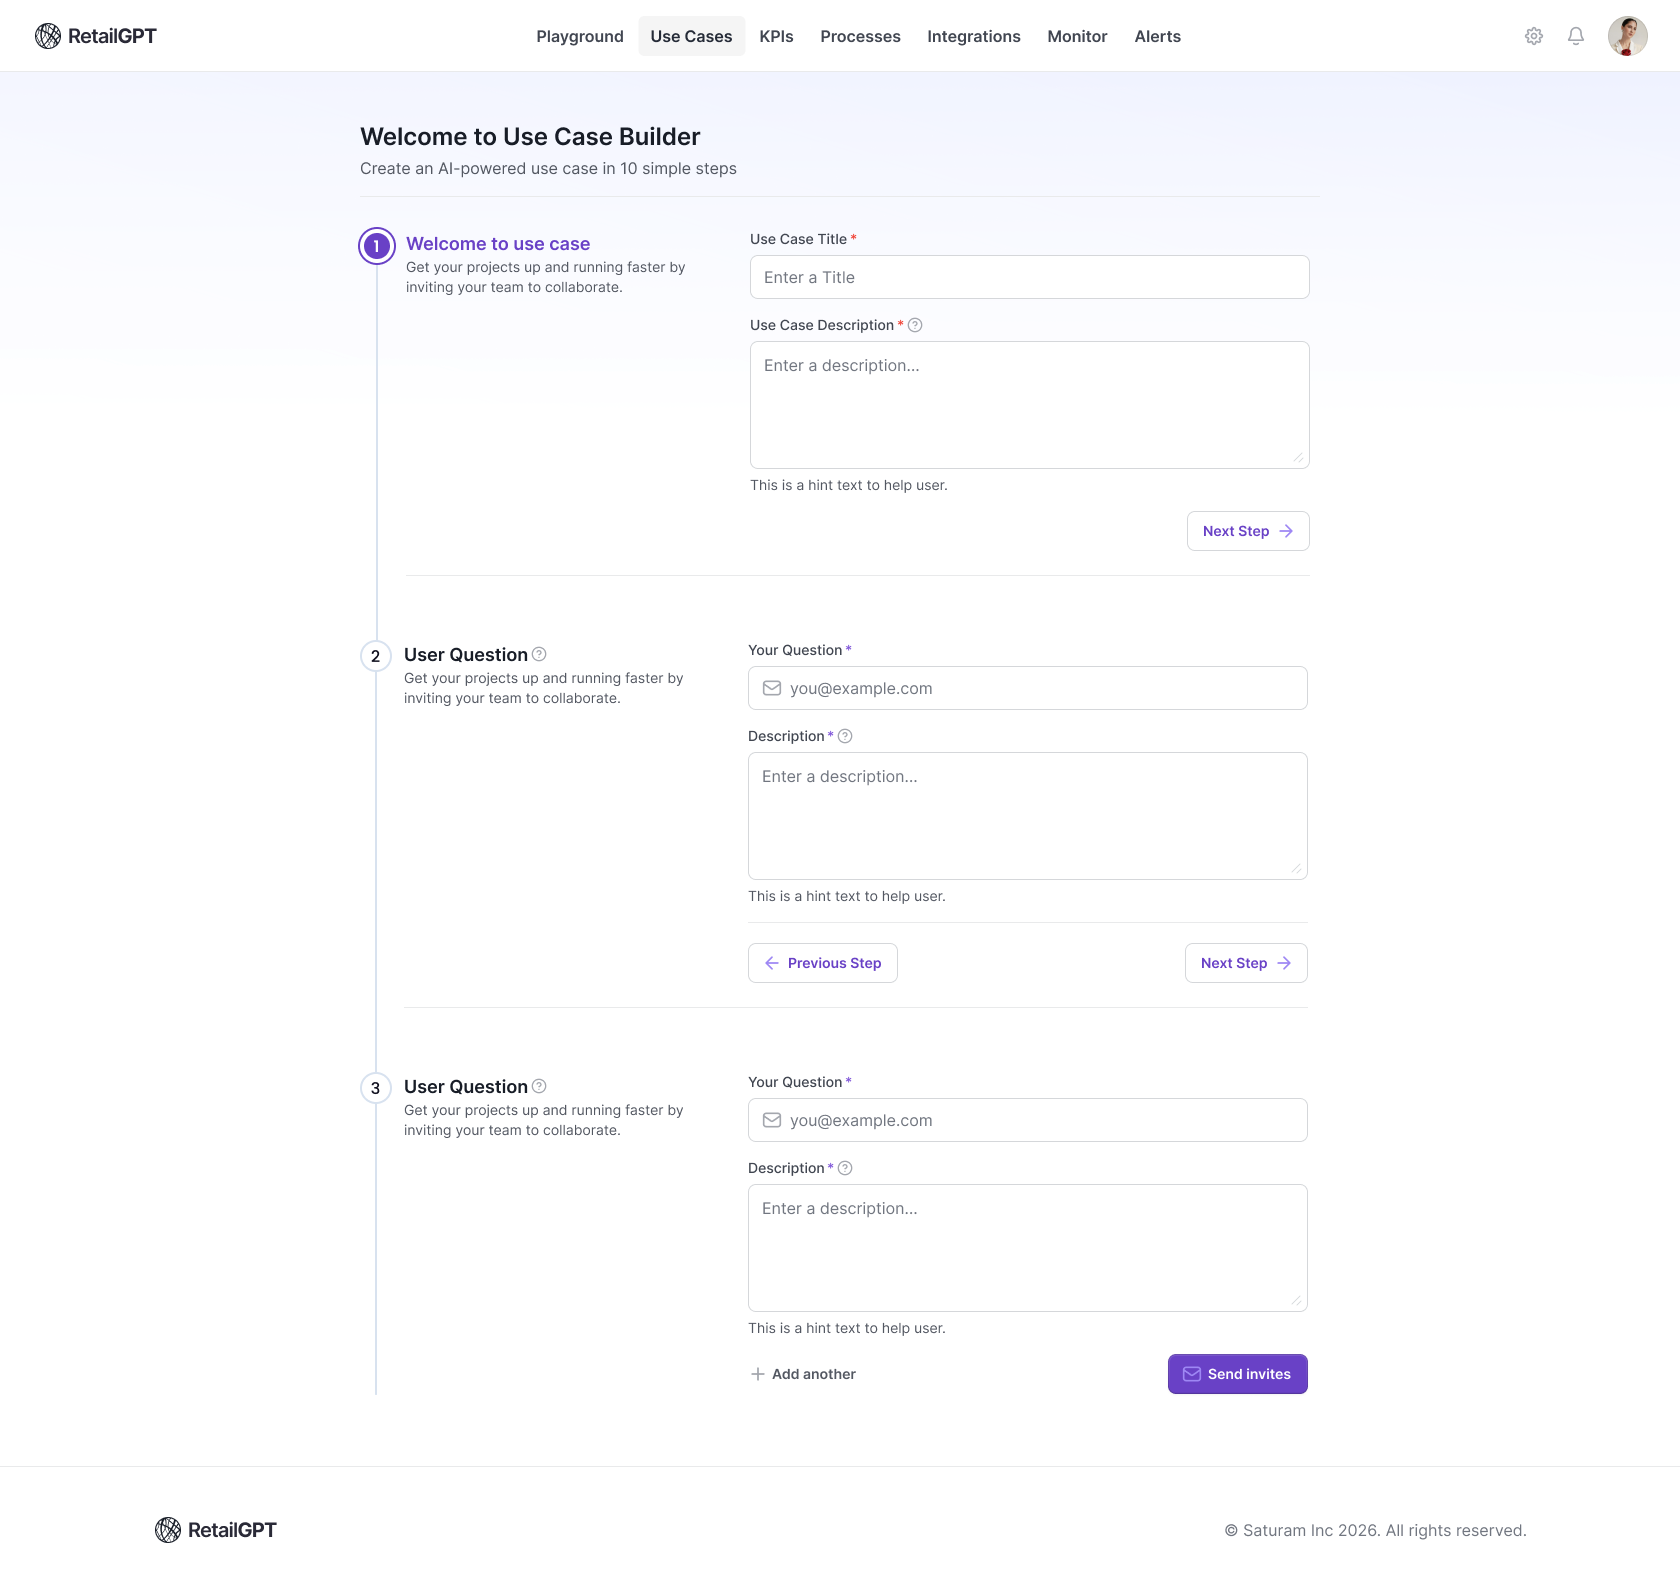 RetailGPT
Playground
Use Cases
KPIs
Processes
Integrations
Monitor
Alerts
Welcome to Use Case Builder
Create an AI-powered use case in 10 simple steps
1
Welcome to use case
Get your projects up and running faster by
inviting your team to collaborate.
Use Case Title *
Enter a Title
Use Case Description *
Enter a description...
This is a hint text to help user.
Next Step
2
User Question
Get your projects up and running faster by
inviting your team to collaborate.
Your Question *
you@example.com
Description *
Enter a description...
This is a hint text to help user.
Previous Step
Next Step
3
User Question
Get your projects up and running faster by
inviting your team to collaborate.
Your Question *
you@example.com
Description *
Enter a description...
This is a hint text to help user.
Add another
Send invites
RetailGPT
© Saturam Inc 2026. All rights reserved.